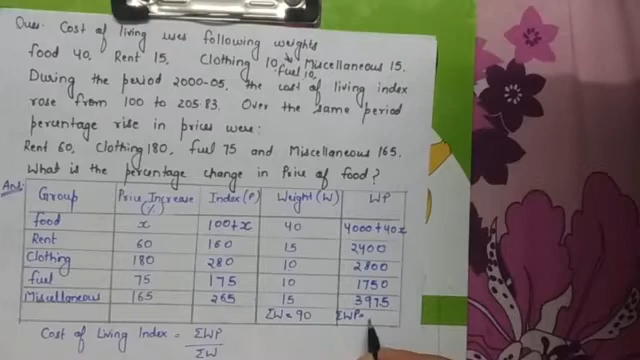 Ques:- Cost of living uses following weights
food 40, Rent 15, Clothing 10, Miscellaneous 15.
fuel 10,
During the period 2000-05, the cost of living index
rose from 100 to 205.83. Over the same period
percentage rise in prices were:
Rent 60, Clothing 180, fuel 75 and Miscellaneous 165.
What is the percentage change in Price of food?
Ans:-
Group Price Increase (%) Index (P) Weight (W) WP
food x 100+x 40 4000+40x
Rent 60 160 15 2400
Clothing 180 280 10 2800
fuel 75 175 10 1750
Miscellaneous 165 265 15 3975
ΣW = 90 ΣWP=
Cost of Living Index = ΣWP/ΣW